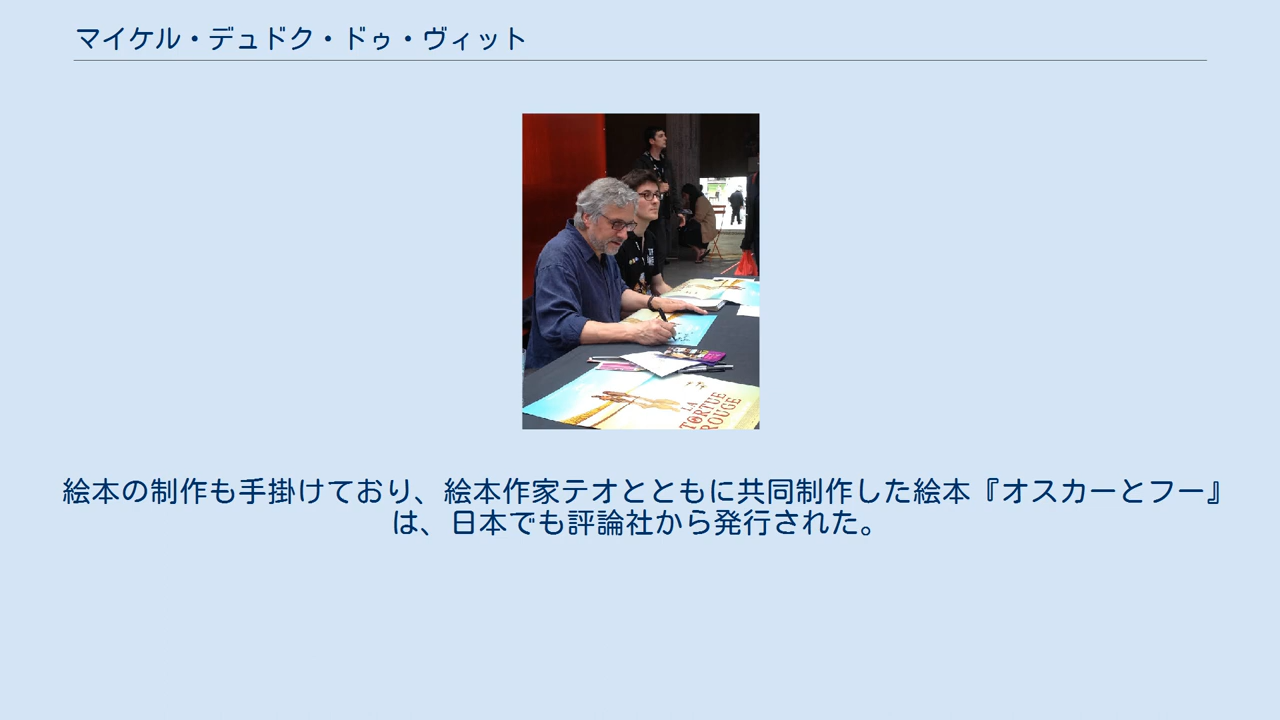 マイケル・デュドク・ドゥ・ヴィット
LA
TORTUE
ROUGE
絵本の制作も手掛けており、絵本作家テオとともに共同制作した絵本『オスカーとフー』
は、日本でも評論社から発行された。